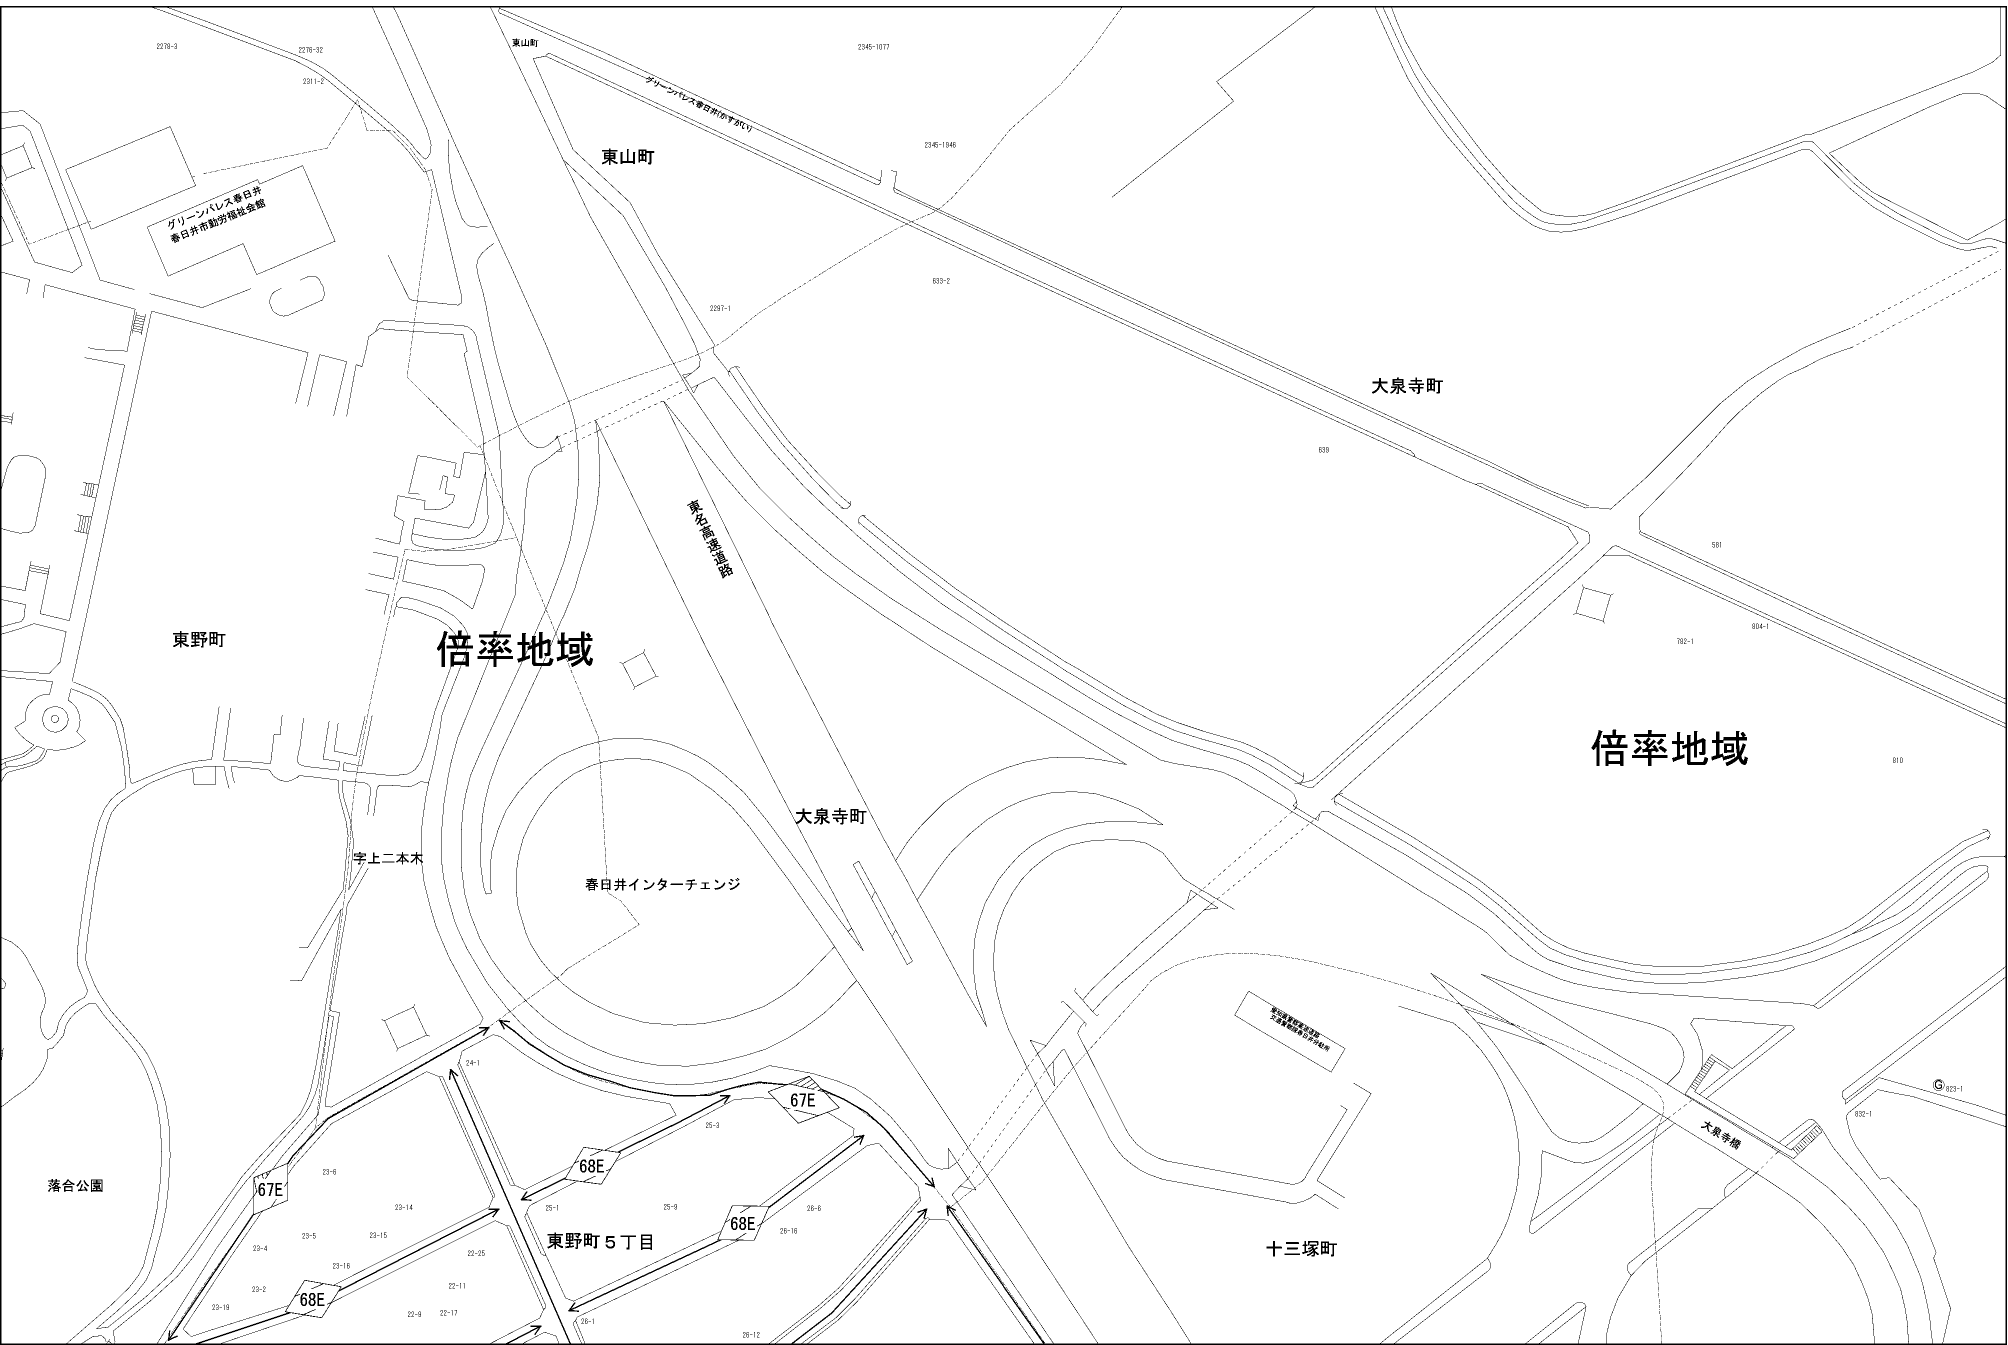 2276-3
2276-32
2311-2
東山町
2345-1077
グリーンパレス春日井(かすがい)
2345-1946
東山町
グリーンパレス春日井
春日井市勤労福祉会館
633-2
2297-1
大泉寺町
639
東名高速道路
581
東野町
倍率地域
804-1
782-1
倍率地域
810
大泉寺町
字上二本木
春日井インターチェンジ
24-1
G
823-1
832-1
67E
25-3
大泉寺橋
68E
23-6
67E
落合公園
23-14
25-1
25-9
26-6
68E
26-16
23-5
23-15
23-4
22-25
東野町5丁目
十三塚町
23-16
23-2
22-11
68E
23-19
22-9
22-17
26-1
26-12